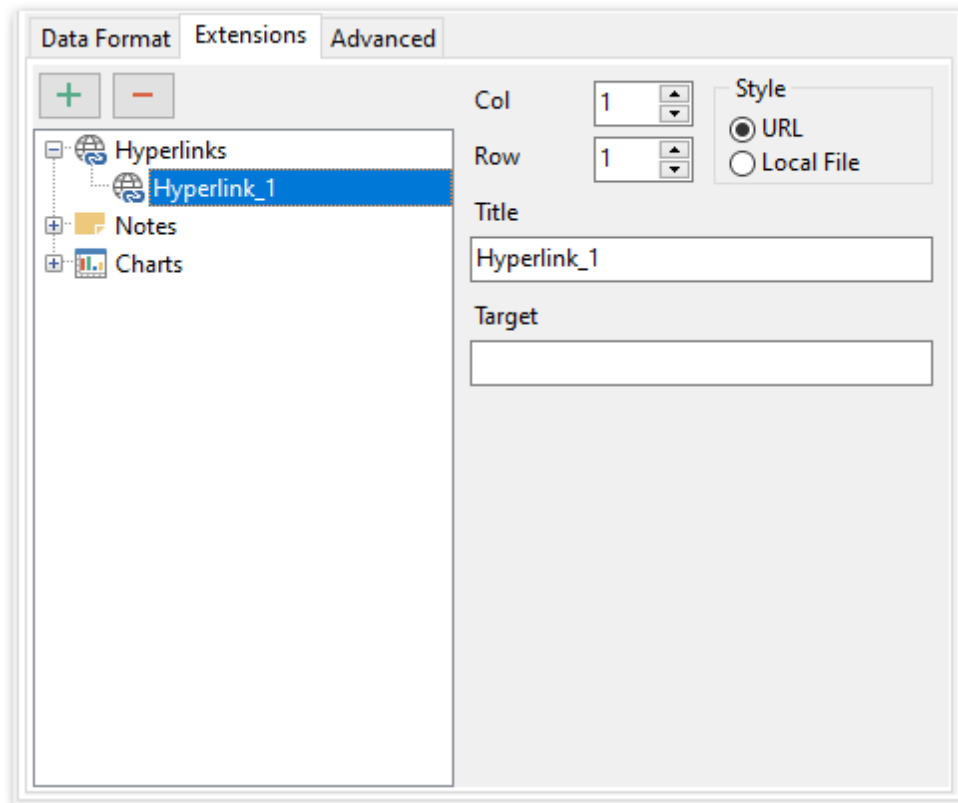 Data Format Extensions Advanced
Hyperlinks
Hyperlink_1
Notes
Charts
Col 1
Row 1
Style
URL
Local File
Title
Hyperlink_1
Target